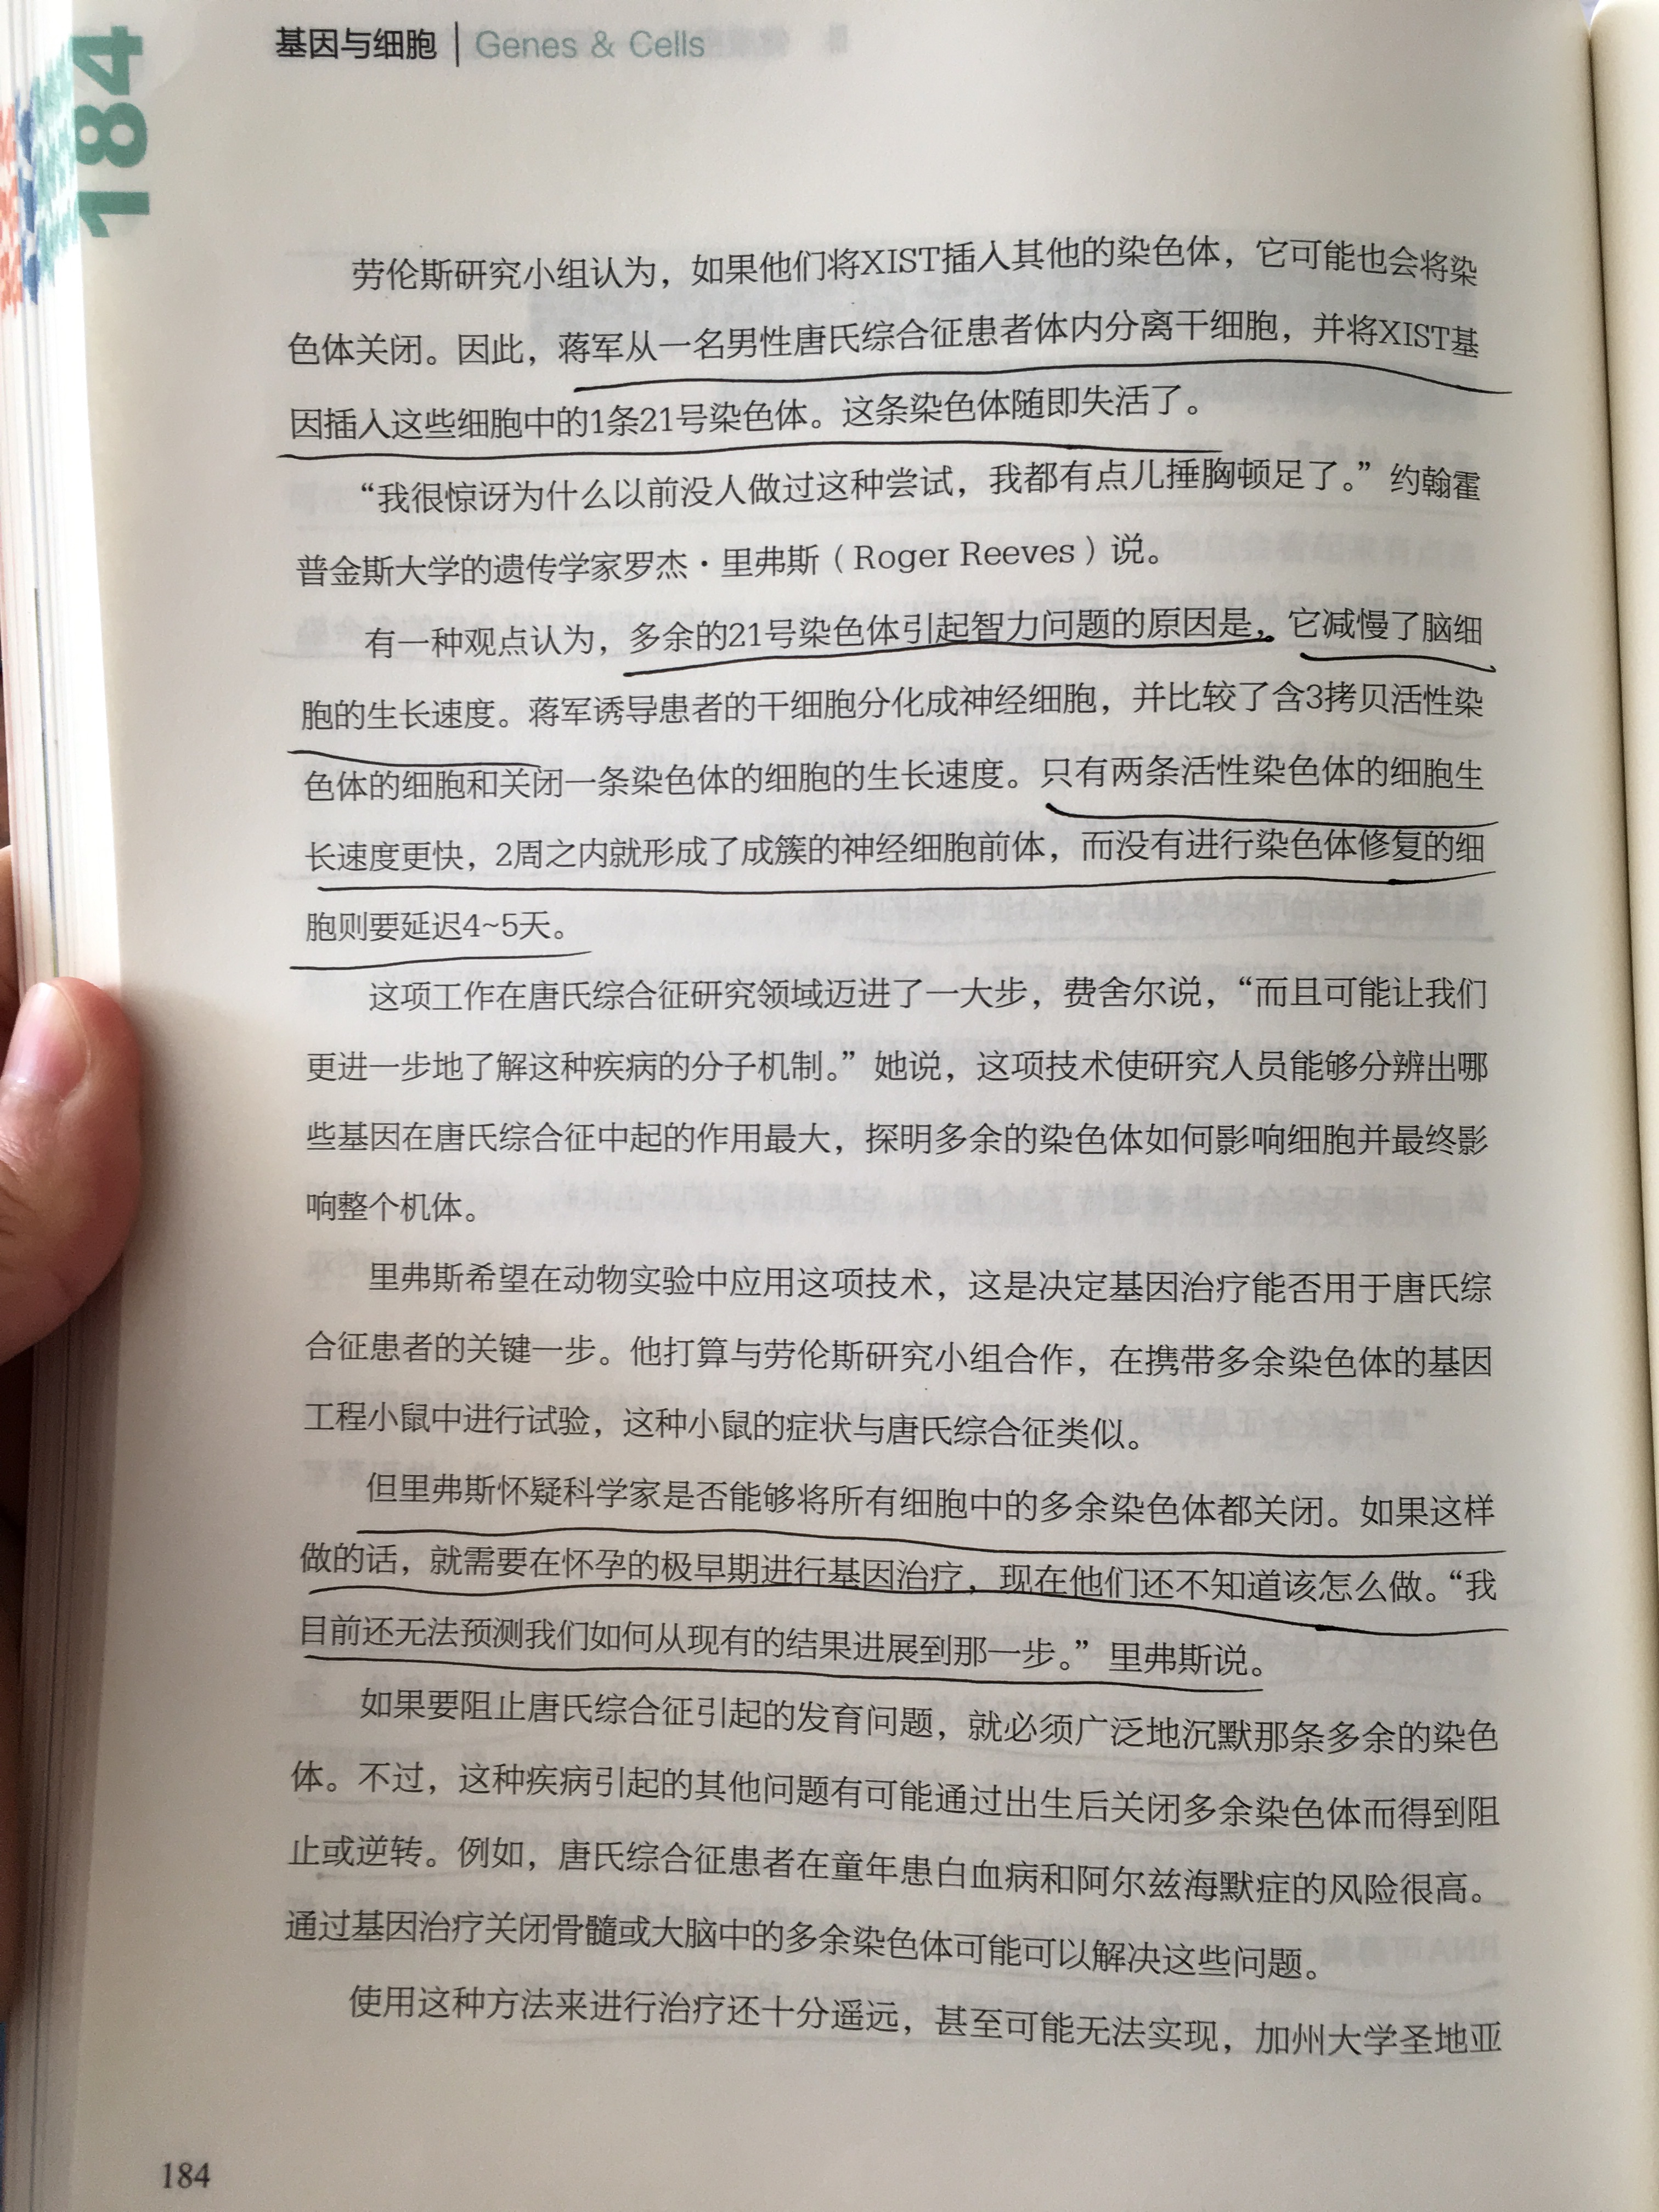 184
基因与细胞 | Genes & Cells
劳伦斯研究小组认为，如果他们将XIST插入其他的染色体，它可能也会将染
色体关闭。因此，蒋军从一名男性唐氏综合征患者体内分离干细胞，并将XIST基
因插入这些细胞中的1条21号染色体。这条染色体随即失活了。
“我很惊讶为什么以前没人做过这种尝试，我都有点儿捶胸顿足了。”约翰霍
普金斯大学的遗传学家罗杰·里弗斯（Roger Reeves）说。
有一种观点认为，多余的21号染色体引起智力问题的原因是，它减慢了脑细
胞的生长速度。蒋军诱导患者的干细胞分化成神经细胞，并比较了含3拷贝活性染
色体的细胞和关闭一条染色体的细胞的生长速度。只有两条活性染色体的细胞生
长速度更快，2周之内就形成了成簇的神经细胞前体，而没有进行染色体修复的细
胞则要延迟4~5天。
这项工作在唐氏综合征研究领域迈进了一大步，费舍尔说，“而且可能让我们
更进一步地了解这种疾病的分子机制。”她说，这项技术使研究人员能够分辨出哪
些基因在唐氏综合征中起的作用最大，探明多余的染色体如何影响细胞并最终影
响整个机体。
里弗斯希望在动物实验中应用这项技术，这是决定基因治疗能否用于唐氏综
合征患者的关键一步。他打算与劳伦斯研究小组合作，在携带多余染色体的基因
工程小鼠中进行试验，这种小鼠的症状与唐氏综合征类似。
但里弗斯怀疑科学家是否能够将所有细胞中的多余染色体都关闭。如果这样
做的话，就需要在怀孕的极早期进行基因治疗，现在他们还不知道该怎么做。“我
目前还无法预测我们如何从现有的结果进展到那一步。”里弗斯说。
如果要阻止唐氏综合征引起的发育问题，就必须广泛地沉默那条多余的染色
体。不过，这种疾病引起的其他问题有可能通过出生后关闭多余染色体而得到阻
止或逆转。例如，唐氏综合征患者在童年患白血病和阿尔兹海默症的风险很高。
通过基因治疗关闭骨髓或大脑中的多余染色体可能可以解决这些问题。
使用这种方法来进行治疗还十分遥远，甚至可能无法实现，加州大学圣地亚
184